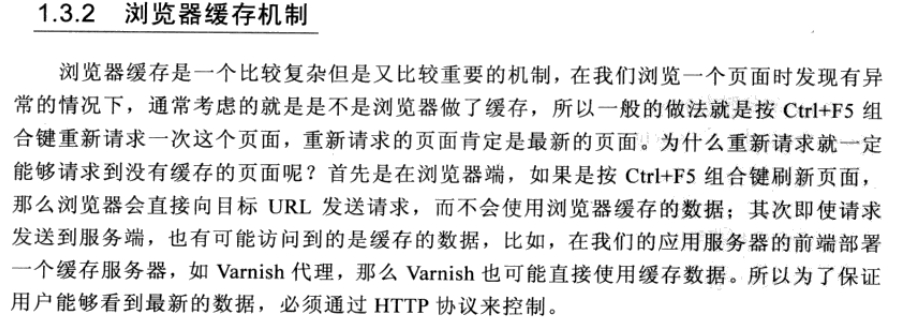 1.3.2 浏览器缓存机制
浏览器缓存是一个比较复杂但是又比较重要的机制，在我们浏览一个页面时发现有异
常的情况下，通常考虑的就是是不是浏览器做了缓存，所以一般的做法就是按 Ctrl+F5 组
合键重新请求一次这个页面，重新请求的页面肯定是最新的页面。为什么重新请求就一定
能够请求到没有缓存的页面呢？首先是在浏览器端，如果是按 Ctrl+F5 组合键刷新页面，
那么浏览器会直接向目标 URL 发送请求，而不会使用浏览器缓存的数据；其次即使请求
发送到服务端，也有可能访问到的是缓存的数据，比如，在我们的应用服务器的前端部署
一个缓存服务器，如 Varnish 代理，那么 Varnish 也可能直接使用缓存数据。所以为了保证
用户能够看到最新的数据，必须通过 HTTP 协议来控制。